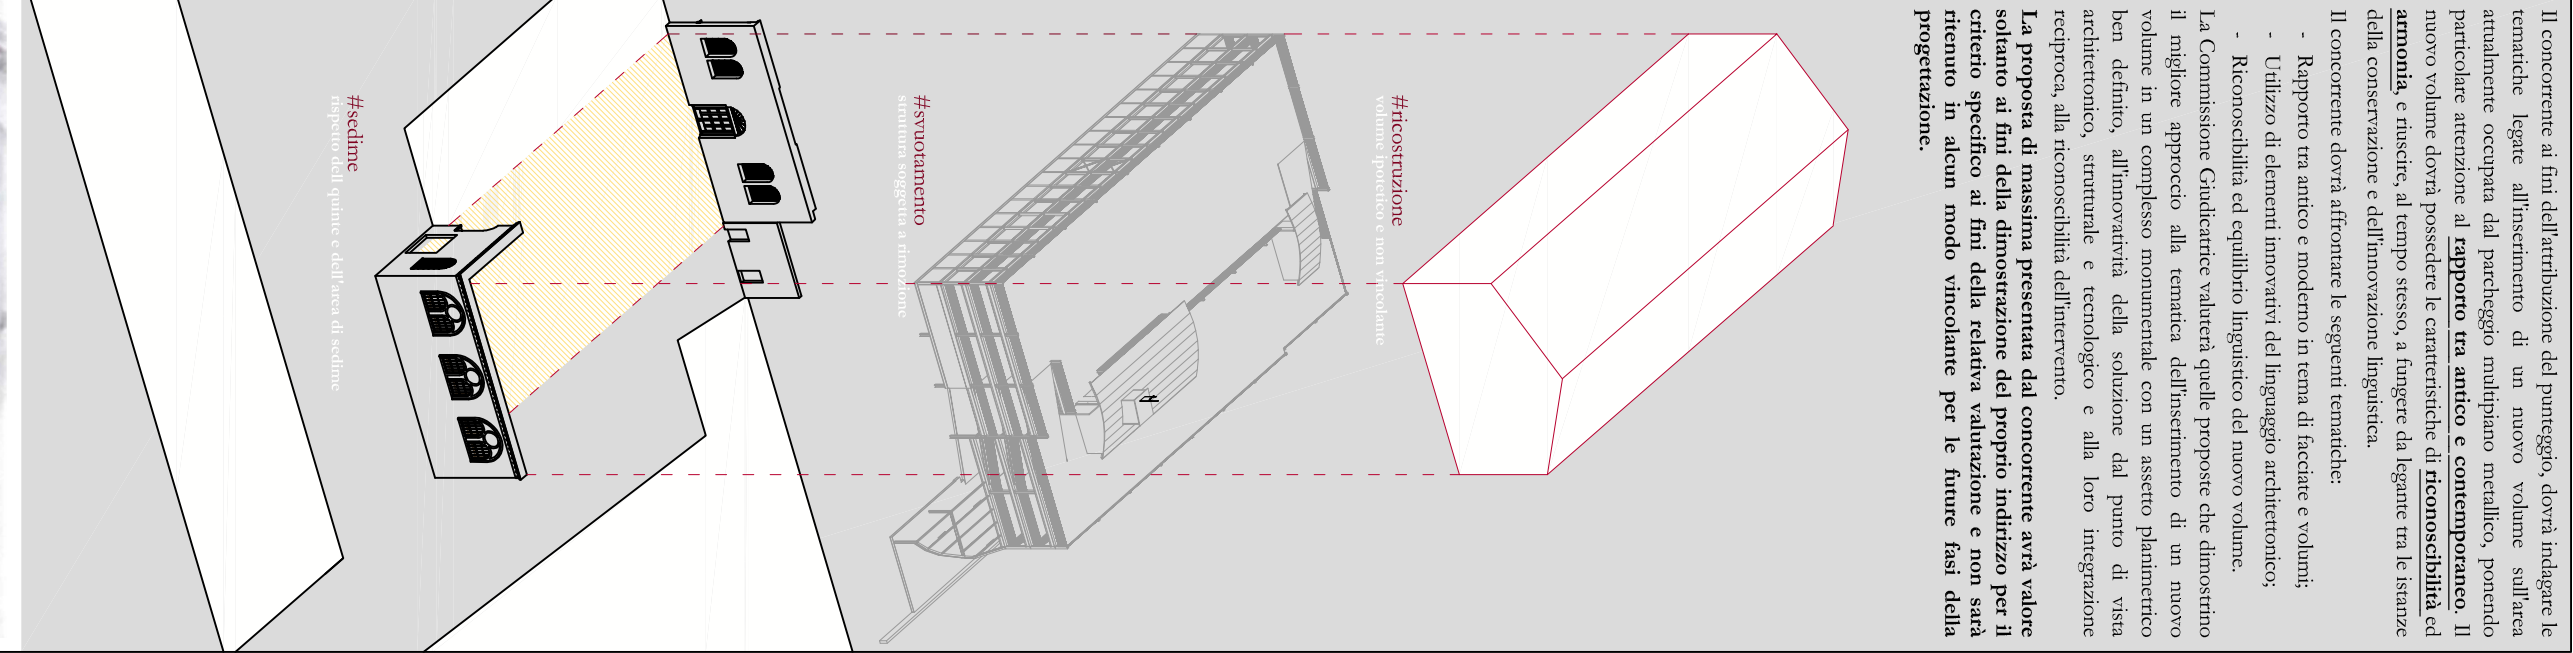 Il concorrente ai fini dell'attribuzione del punteggio, dovrà indagare le
tematiche legate all'inserimento di un nuovo volume sull'area
attualmente occupata dal parcheggio multipiano metallico, ponendo
particolare attenzione al rapporto tra antico e contemporaneo. Il
nuovo volume dovrà possedere le caratteristiche di riconoscibilità ed
armonia, e riuscire, al tempo stesso, a fungere da legante tra le istanze
della conservazione e dell'innovazione linguistica.
Il concorrente dovrà affrontare le seguenti tematiche:
- Rapporto tra antico e moderno in tema di facciate e volumi;
- Utilizzo di elementi innovativi del linguaggio architettonico;
- Riconoscibilità ed equilibrio linguistico del nuovo volume.
La Commissione Giudicatrice valuterà quelle proposte che dimostrino
il migliore approccio alla tematica dell'inserimento di un nuovo
volume in un complesso monumentale con un assetto planimetrico
ben definito, all'innovatività della soluzione dal punto di vista
architettonico, strutturale e tecnologico e alla loro integrazione
reciproca, alla riconoscibilità dell'intervento.
La proposta di massima presentata dal concorrente avrà valore
soltanto ai fini della dimostrazione del proprio indirizzo per il
criterio specifico ai fini della relativa valutazione e non sarà
ritenuto in alcun modo vincolante per le future fasi della
progettazione.
#ricostruzione
volume ipotetico e non vincolante
#svuotamento
struttura soggetta a rimozione
#sedime
rispetto dell quinte e dell'area di sedime